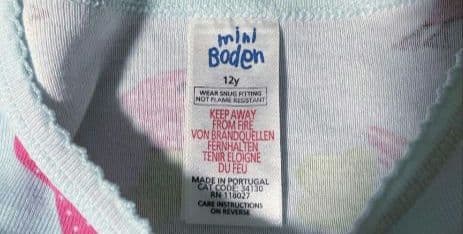 mini
Boden
12y
WEAR SNUG FITTING
NOT FLAME RESISTANT
KEEP AWAY
FROM FIRE
VON BRANDQUELLEN
FERNHALTEN
TENIR ELOIGNE
DU FEU
MADE IN PORTUGAL
CAT CODE: 34130
RN 118027
CARE INSTRUCTIONS
ON REVERSE